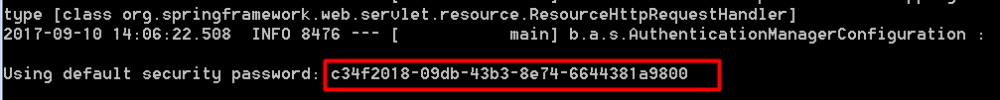 type [class org.springframework.web.servlet.resource.ResourceHttpRequestHandler]
2017-09-10 14:06:22.508  INFO 8476 --- [           main] b.a.s.AuthenticationManagerConfiguration :
Using default security password: c34f2018-09db-43b3-8e74-6644381a9800